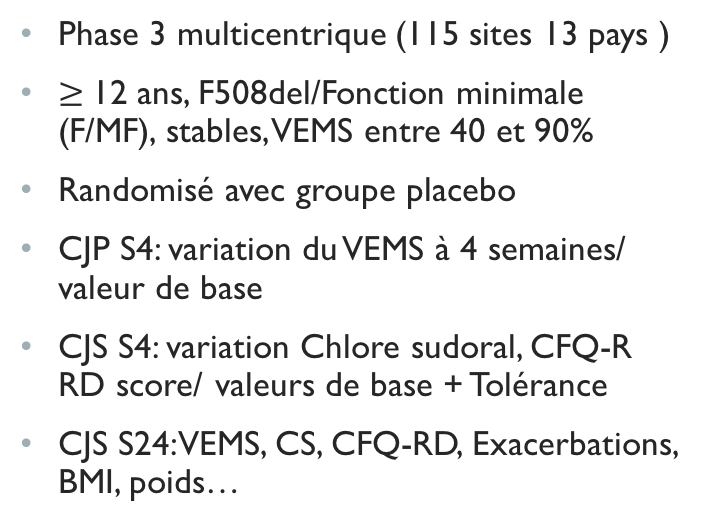 • Phase 3 multicentrique (115 sites 13 pays )
• ≥ 12 ans, F508del/Fonction minimale
(F/MF), stables, VEMS entre 40 et 90%
• Randomisé avec groupe placebo
• CJP S4: variation du VEMS à 4 semaines/
valeur de base
• CJS S4: variation Chlore sudoral, CFQ-R
RD score/ valeurs de base + Tolérance
• CJS S24: VEMS, CS, CFQ-RD, Exacerbations,
BMI, poids…